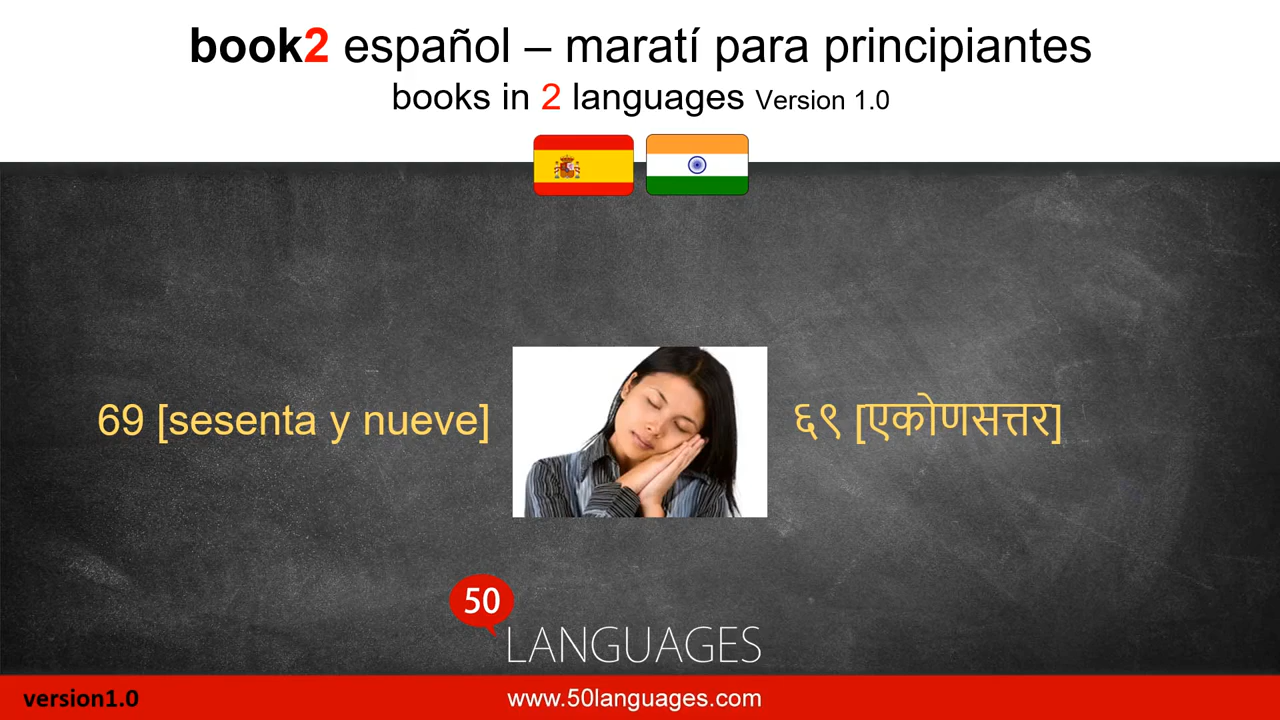 book2 español – maratí para principiantes
books in 2 languages Version 1.0
69 [sesenta y nueve]
६९ [एकोणसत्तर]
50
LANGUAGES
version1.0
www.50languages.com